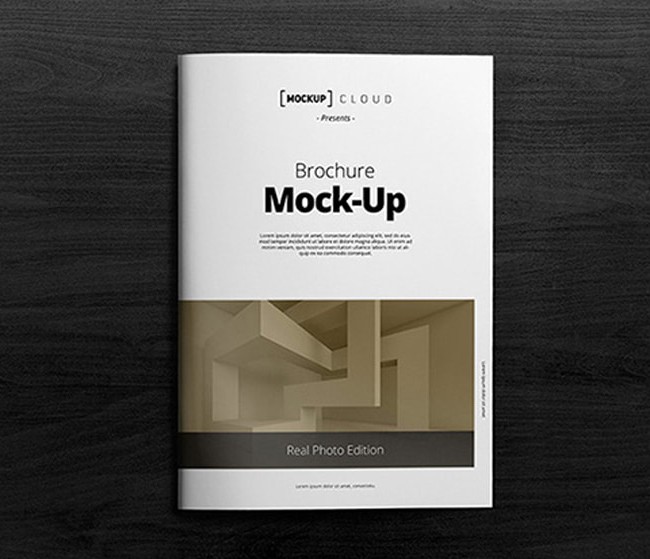 [MOCKUP] CLOUD
- Presents -
Brochure
Mock-Up
Lorem ipsum dolor sit amet, consectetur adipiscing elit, sed do eiusmod
tempor incididunt ut labore et dolore magna aliqua. Ut enim ad
minim veniam, quis nostrud exercitation ullamco laboris nisi ut ali-
quip ex ea commodo consequat.
Real Photo Edition
Lorem ipsum dolor sit amet, consectetu.